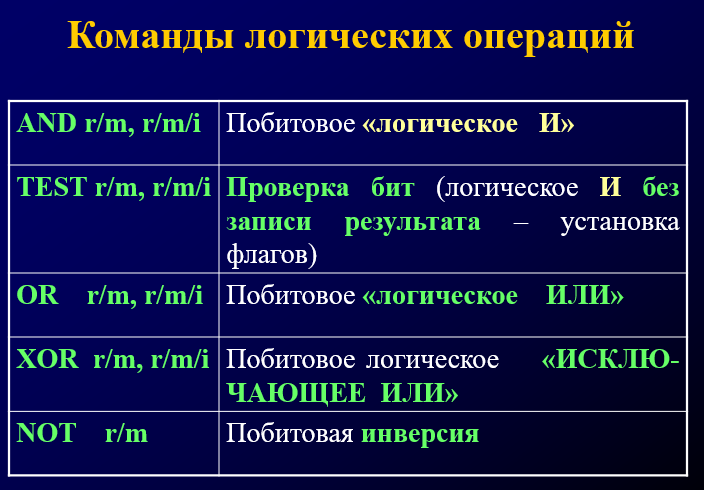 Команды логических операций
AND r/m, r/m/i
Побитовое «логическое И»
TEST r/m, r/m/i
Проверка бит (логическое И без
записи результата – установка
флагов)
OR r/m, r/m/i
Побитовое «логическое ИЛИ»
XOR r/m, r/m/i
Побитовое логическое «ИСКЛЮ-
ЧАЮЩЕЕ ИЛИ»
NOT r/m
Побитовая инверсия